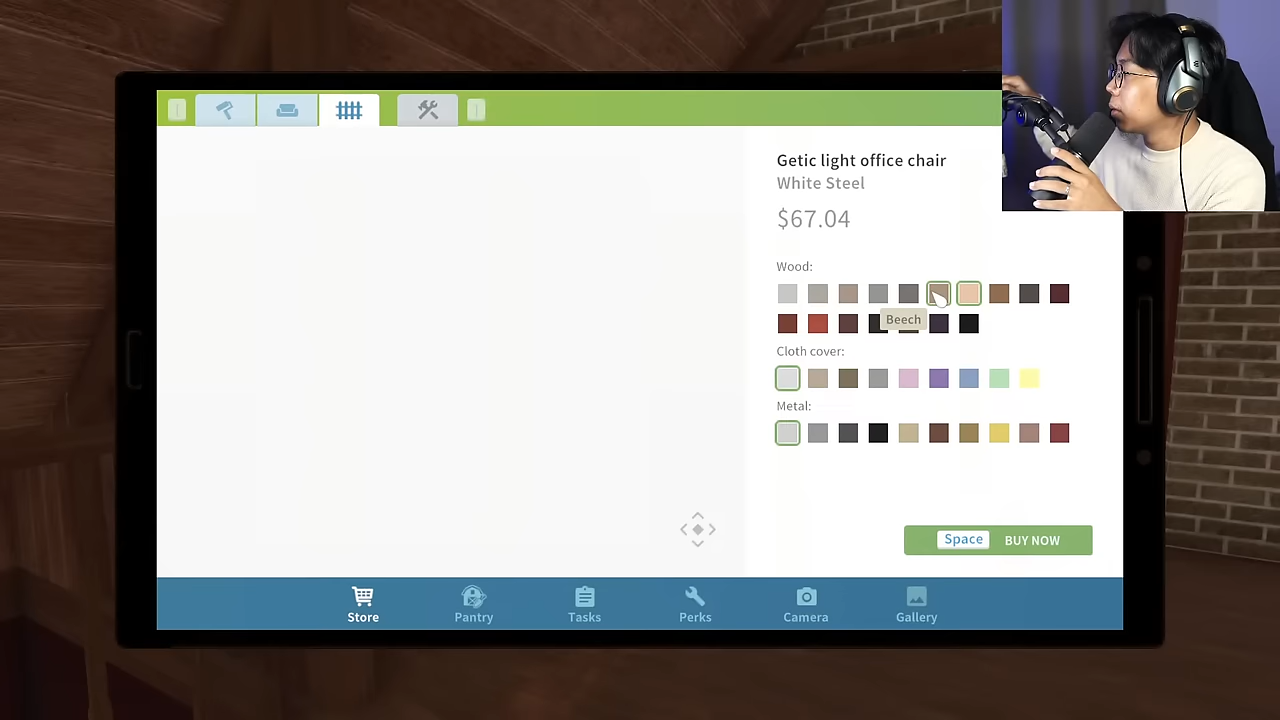 Getic light office chair
White Steel
$67.04
Wood:
Beech
Cloth cover:
Metal:
Space BUY NOW
Store Pantry Tasks Perks Camera Gallery